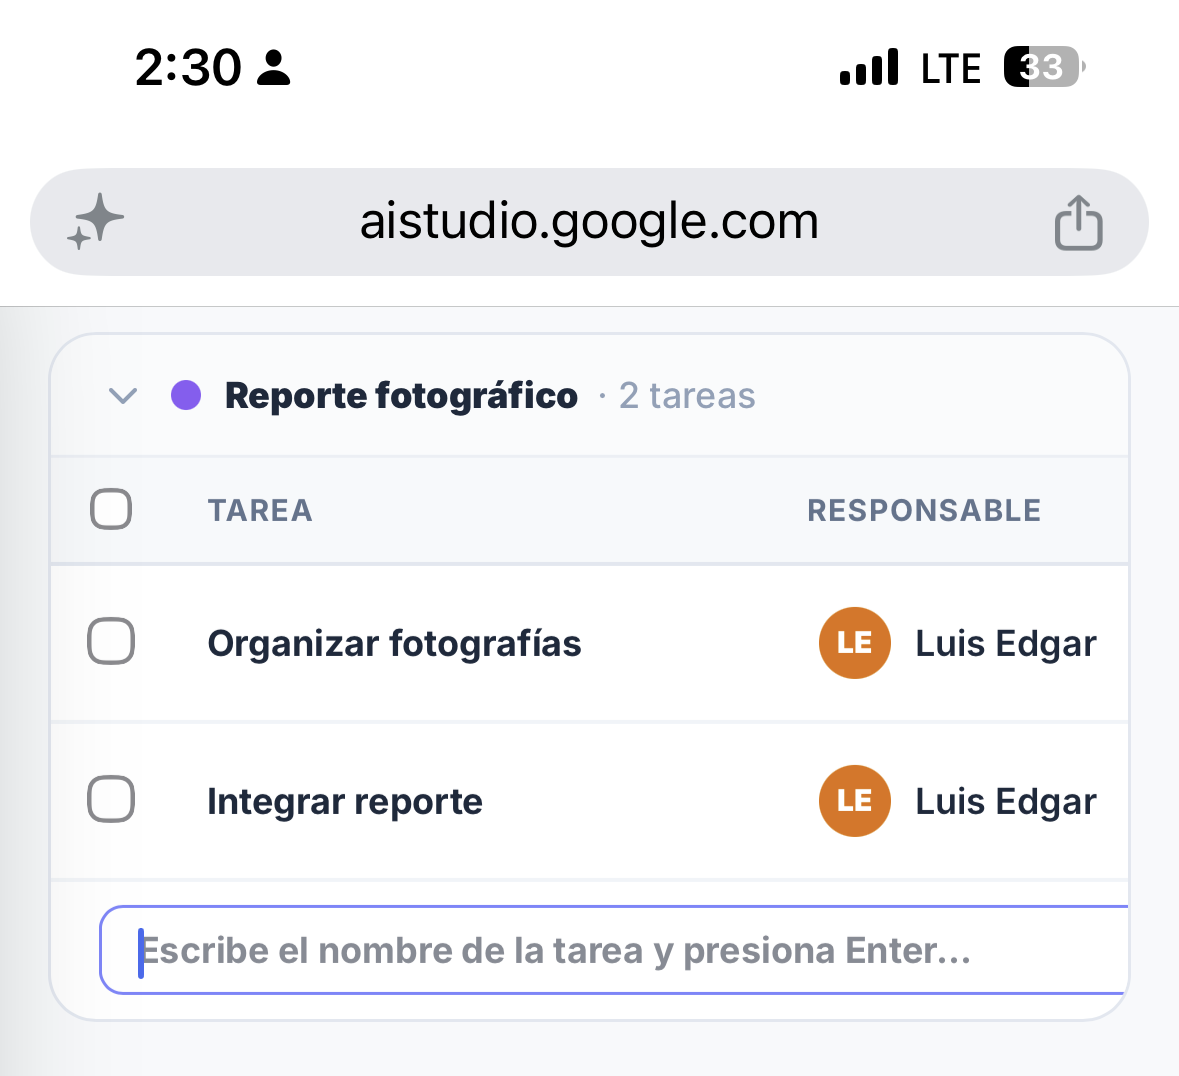 2:30 LTE 33
aistudio.google.com
Reporte fotográfico · 2 tareas
TAREA RESPONSABLE
Organizar fotografías LE Luis Edgar
Integrar reporte LE Luis Edgar
Escribe el nombre de la tarea y presiona Enter...